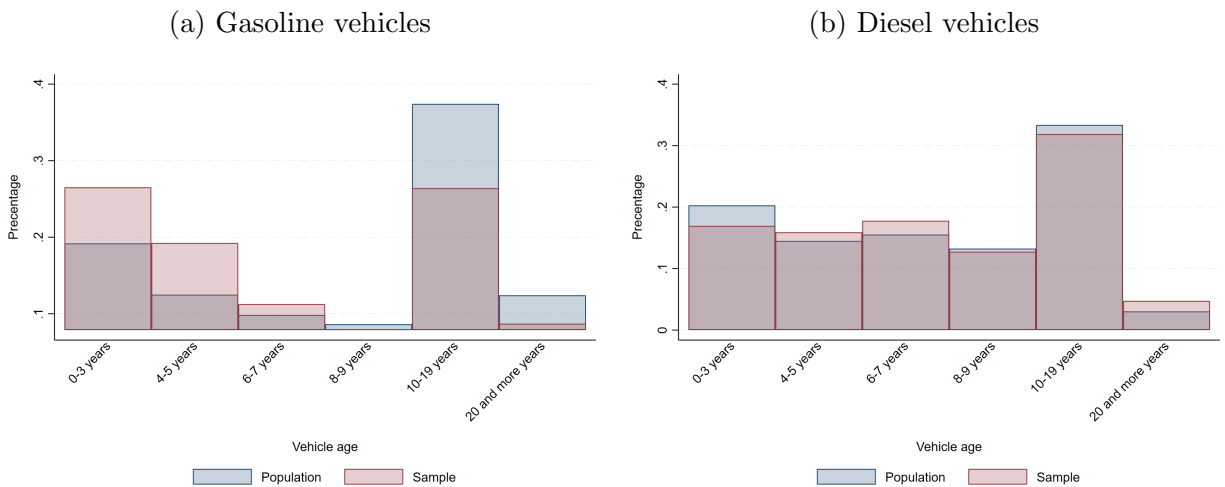 (a) Gasoline vehicles
.4
.3
.2
.1
Precentage
0-3 years
4-5 years
6-7 years
8-9 years
10-19 years
20 and more years
Vehicle age
Population
Sample
(b) Diesel vehicles
.4
.3
.2
.1
0
Precentage
0-3 years
4-5 years
6-7 years
8-9 years
10-19 years
20 and more years
Vehicle age
Population
Sample